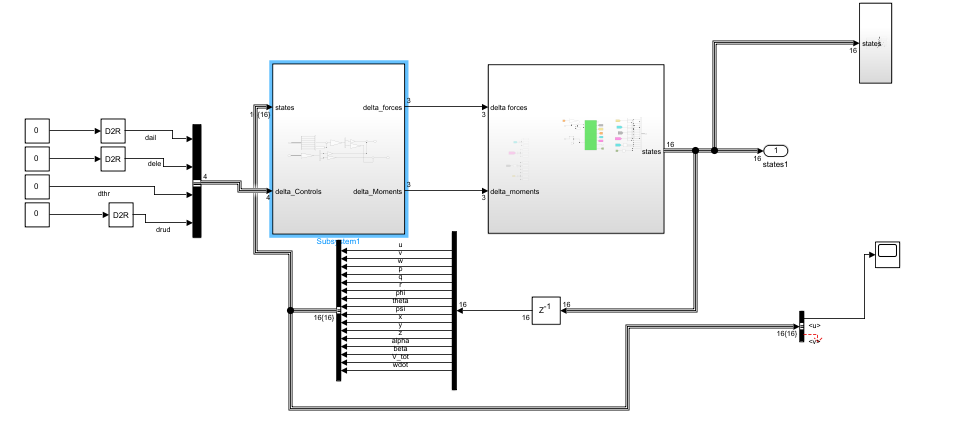 states
16
16
states
1 (16)
delta_forces
3
delta forces
3
0
D2R
dail
0
D2R
dele
0
dthr
0
D2R
drud
4
delta_Controls
4
delta_Moments
3
delta_moments
3
states
16
16
1
states1
Subsystem1
u
v
w
p
q
r
phi
theta
psi
x
y
z
alpha
beta
V_tot
wdot
16{16}
16
16
Z-1
16
16{16}
<u>